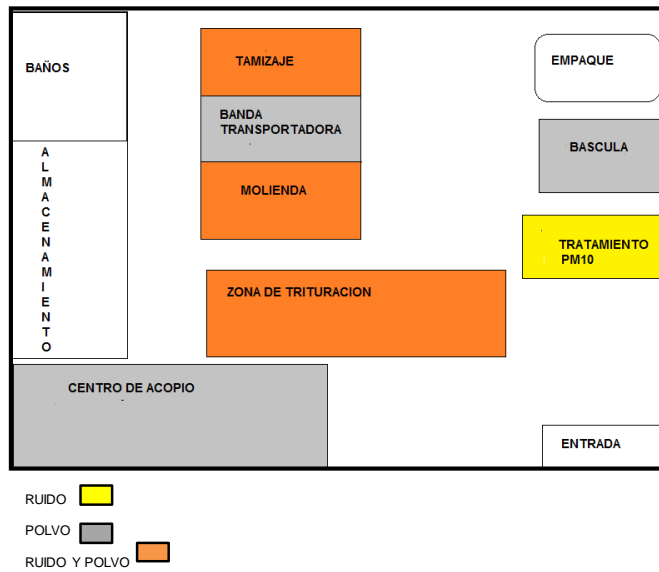 BAÑOS
TAMIZAJE
EMPAQUE
BANDA
TRANSPORTADORA
BASCULA
ALMACENAMIENTO
MOLIENDA
TRATAMIENTO
PM10
ZONA DE TRITURACION
CENTRO DE ACOPIO
ENTRADA
RUIDO
POLVO
RUIDO Y POLVO